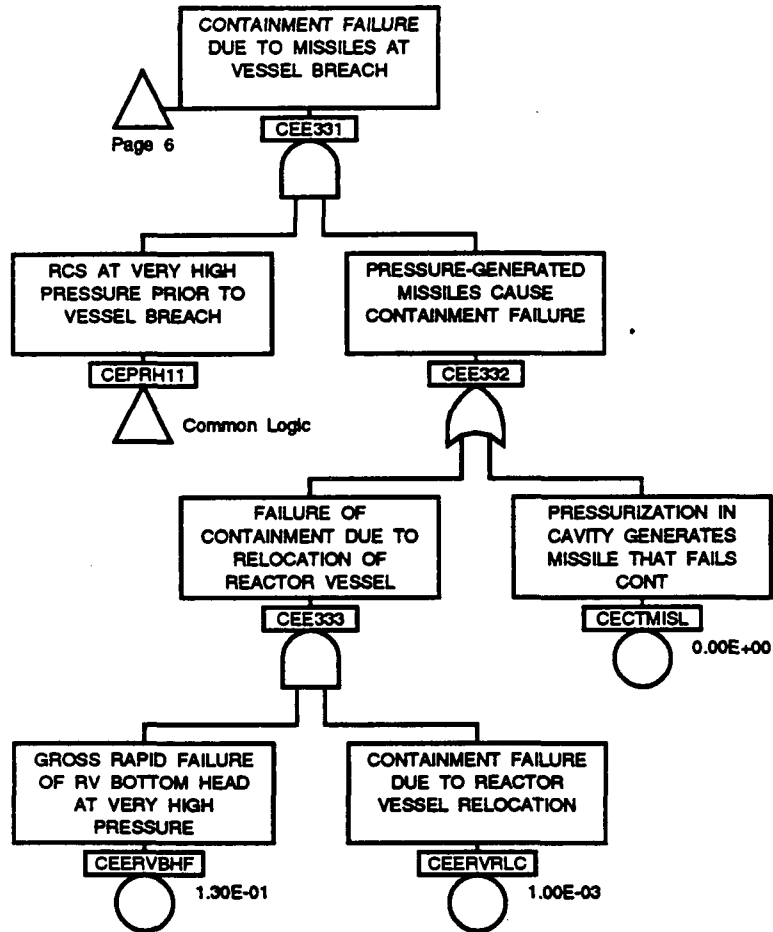 CONTAINMENT FAILURE
DUE TO MISSILES AT
VESSEL BREACH
Page 6
CEE331
RCS AT VERY HIGH
PRESSURE PRIOR TO
VESSEL BREACH
CEPRH11
Common Logic
PRESSURE-GENERATED
MISSILES CAUSE
CONTAINMENT FAILURE
CEE332
FAILURE OF
CONTAINMENT DUE TO
RELOCATION OF
REACTOR VESSEL
CEE333
PRESSURIZATION IN
CAVITY GENERATES
MISSILE THAT FAILS
CONT
CECTMISL
0.00E+00
GROSS RAPID FAILURE
OF RV BOTTOM HEAD
AT VERY HIGH
PRESSURE
CEERVBHF
1.30E-01
CONTAINMENT FAILURE
DUE TO REACTOR
VESSEL RELOCATION
CEERVRLC
1.00E-03